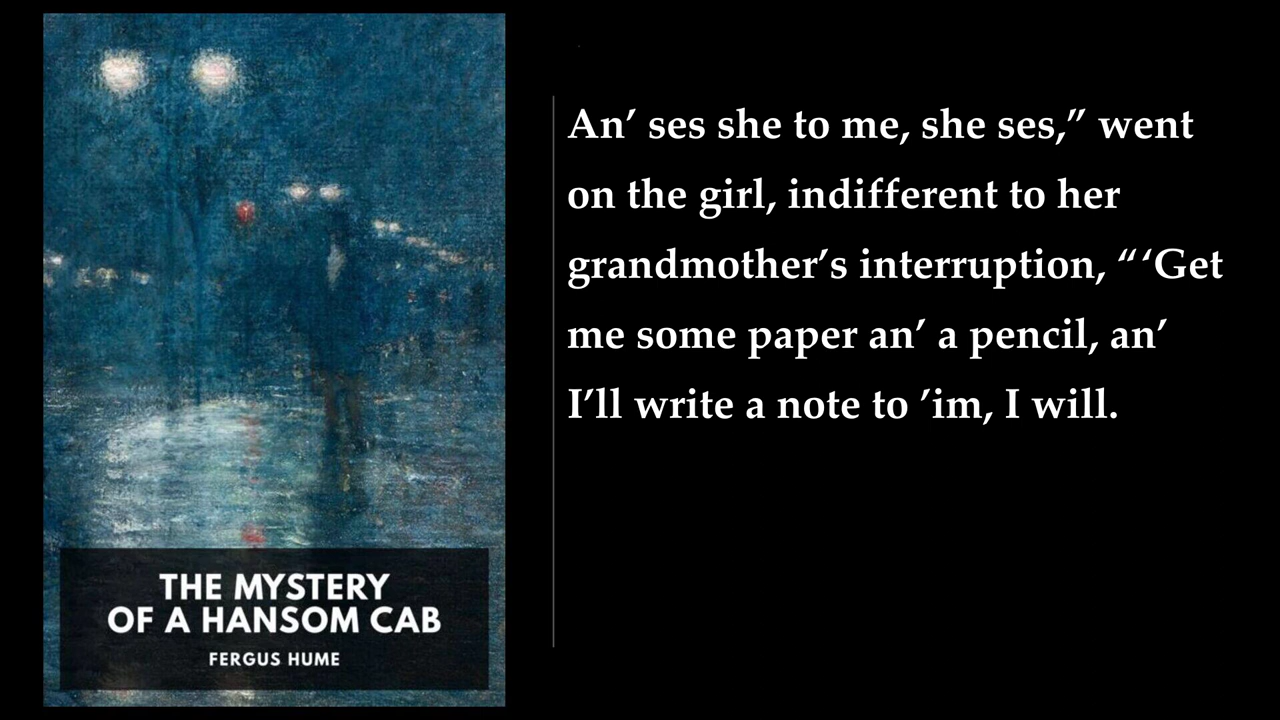 An’ ses she to me, she ses,” went
on the girl, indifferent to her
grandmother’s interruption, “ ‘Get
me some paper an’ a pencil, an’
I’ll write a note to ’im, I will.
THE MYSTERY
OF A HANSOM CAB
FERGUS HUME